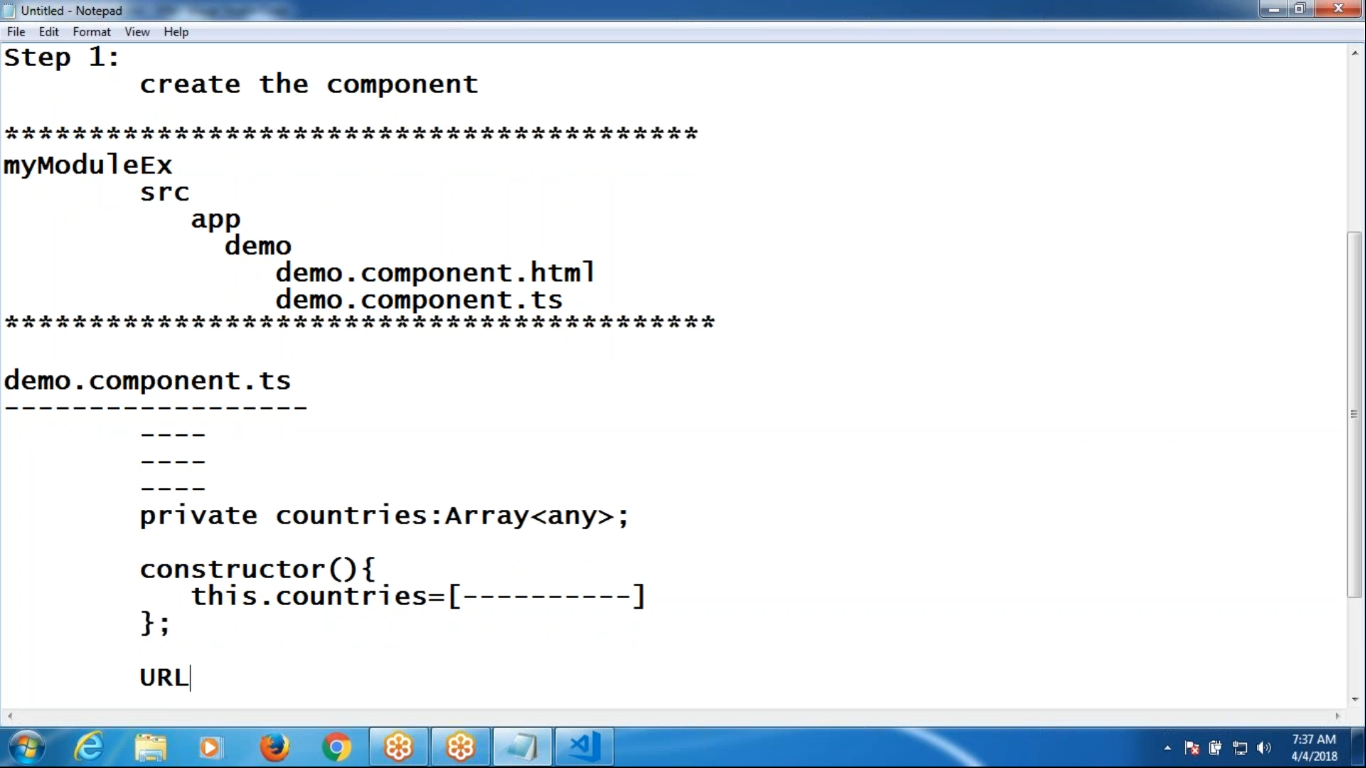 Untitled - Notepad
File Edit Format View Help
Step 1:
create the component
*****************************************
myModuleEx
src
app
demo
demo.component.html
demo.component.ts
******************************************
demo.component.ts
------------------
----
----
----
private countries:Array<any>;
constructor(){
this.countries=[----------]
};
URL
7:37 AM
4/4/2018